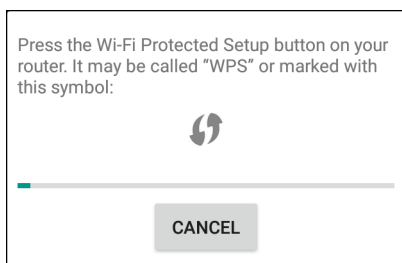 Press the Wi-Fi Protected Setup button on your
router. It may be called “WPS” or marked with
this symbol:
CANCEL